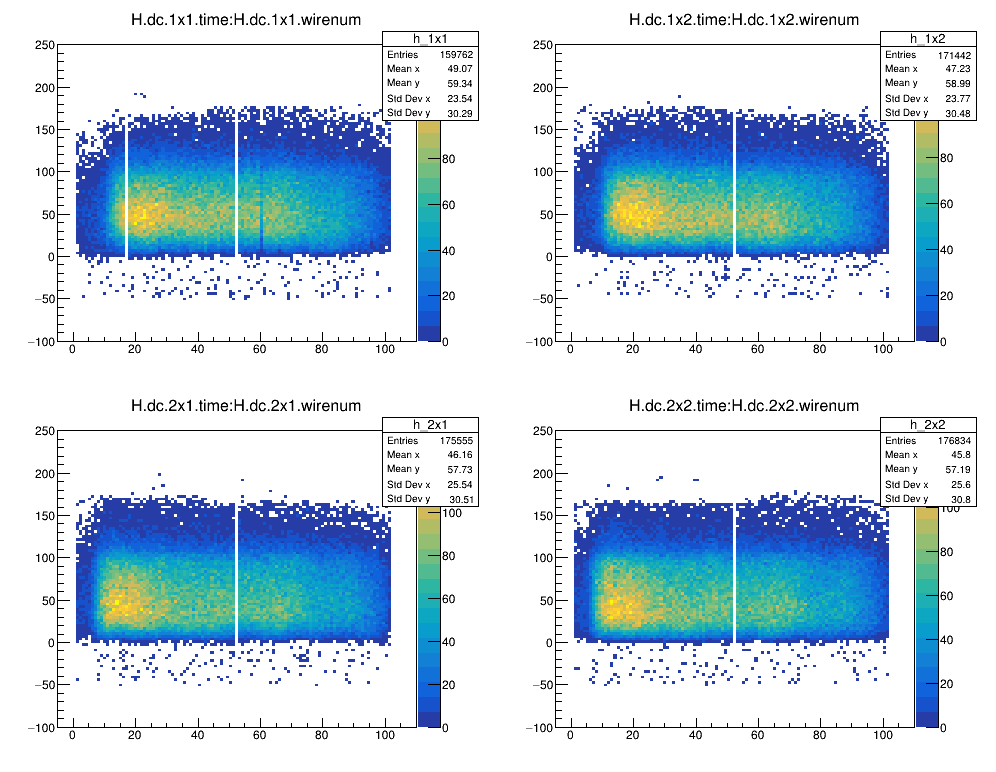 H.dc.1x1.time:H.dc.1x1.wirenum
h_1x1
Entries 159762
Mean x 49.07
Mean y 59.34
Std Dev x 23.54
Std Dev y 30.29
250
200
150
100
50
0
−50
−100
0 20 40 60 80 100
80
60
40
20
0
H.dc.1x2.time:H.dc.1x2.wirenum
h_1x2
Entries 171442
Mean x 47.23
Mean y 58.99
Std Dev x 23.77
Std Dev y 30.48
250
200
150
100
50
0
−50
−100
0 20 40 60 80 100
80
60
40
20
0
H.dc.2x1.time:H.dc.2x1.wirenum
h_2x1
Entries 175555
Mean x 46.16
Mean y 57.73
Std Dev x 25.54
Std Dev y 30.51
250
200
150
100
50
0
−50
−100
0 20 40 60 80 100
100
80
60
40
20
0
H.dc.2x2.time:H.dc.2x2.wirenum
h_2x2
Entries 176834
Mean x 45.8
Mean y 57.19
Std Dev x 25.6
Std Dev y 30.8
250
200
150
100
50
0
−50
−100
0 20 40 60 80 100
100
80
60
40
20
0